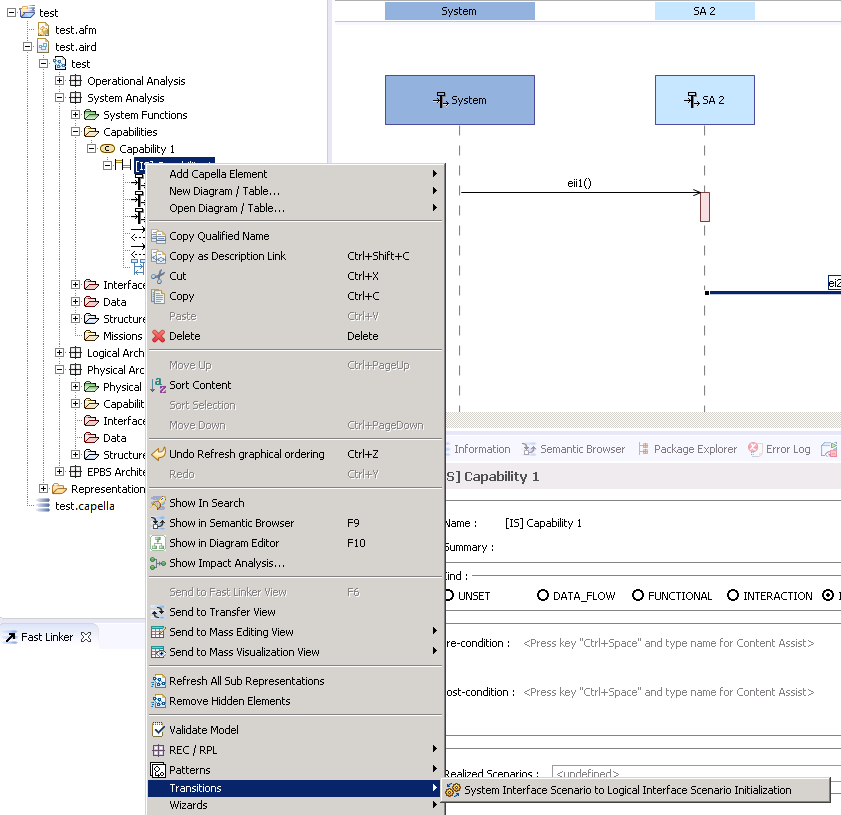 test
test.afm
test.aird
test
Operational Analysis
System Analysis
System Functions
Capabilities
Capability 1
Interface
Data
Structure
Missions
Logical Arch
Physical Arc
Physical
Capabiliti
Interface
Data
Structure
EPBS Archite
Representation
test.capella
Fast Linker
System SA 2
System SA 2
eii1()
ei2
Add Capella Element
New Diagram / Table...
Open Diagram / Table...
Copy Qualified Name
Copy as Description Link Ctrl+Shift+C
Cut Ctrl+X
Copy Ctrl+C
Paste Ctrl+V
Delete Delete
Move Up Ctrl+PageUp
Sort Content
Sort Selection
Move Down Ctrl+PageDown
Undo Refresh graphical ordering Ctrl+Z
Redo Ctrl+Y
Show In Search
Show in Semantic Browser F9
Show in Diagram Editor F10
Show Impact Analysis...
Send to Fast Linker View F6
Send to Transfer View
Send to Mass Editing View
Send to Mass Visualization View
Refresh All Sub Representations
Remove Hidden Elements
Validate Model
REC / RPL
Patterns
Transitions
Wizards
System Interface Scenario to Logical Interface Scenario Initialization
Information Semantic Browser Package Explorer Error Log
S] Capability 1
Name : [IS] Capability 1
Summary :
Kind :
UNSET DATA_FLOW FUNCTIONAL INTERACTION
re-condition : <Press key "Ctrl+Space" and type name for Content Assist>
ost-condition : <Press key "Ctrl+Space" and type name for Content Assist>
Realized Scenarios : <undefined>